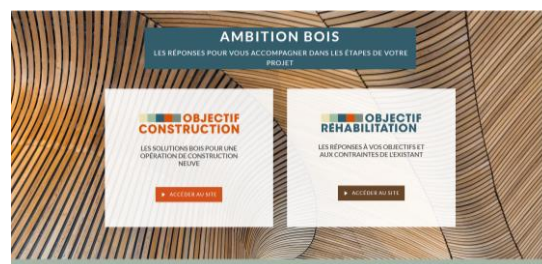 AMBITION BOIS
LES RÉPONSES POUR VOUS ACCOMPAGNER DANS LES ÉTAPES DE VOTRE
PROJET
OBJECTIF
CONSTRUCTION
LES SOLUTIONS BOIS POUR UNE
OPÉRATION DE CONSTRUCTION
NEUVE
ACCÉDER AU SITE
OBJECTIF
RÉHABILITATION
LES RÉPONSES À VOS OBJECTIFS ET
AUX CONTRAINTES DE L'EXISTANT
ACCÉDER AU SITE